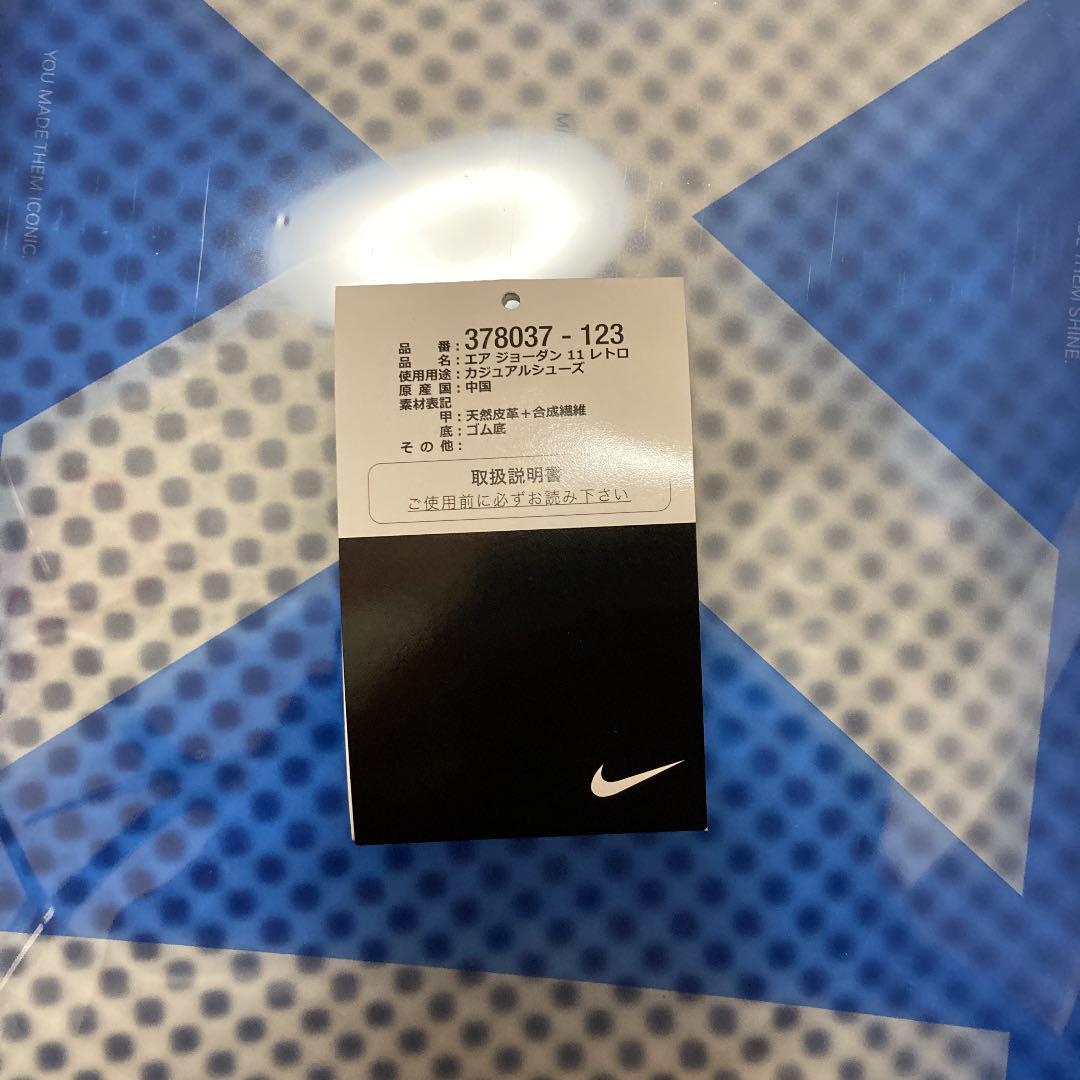 YOU MADE THEM ICONIC.
THEM SHINE.
品 番：378037 - 123
品 名：エア ジョーダン 11 レトロ
使用用途：カジュアルシューズ
原 産 国：中国
素材表記
甲：天然皮革＋合成繊維
底：ゴム底
そ の 他：
取扱説明書
ご使用前に必ずお読み下さい